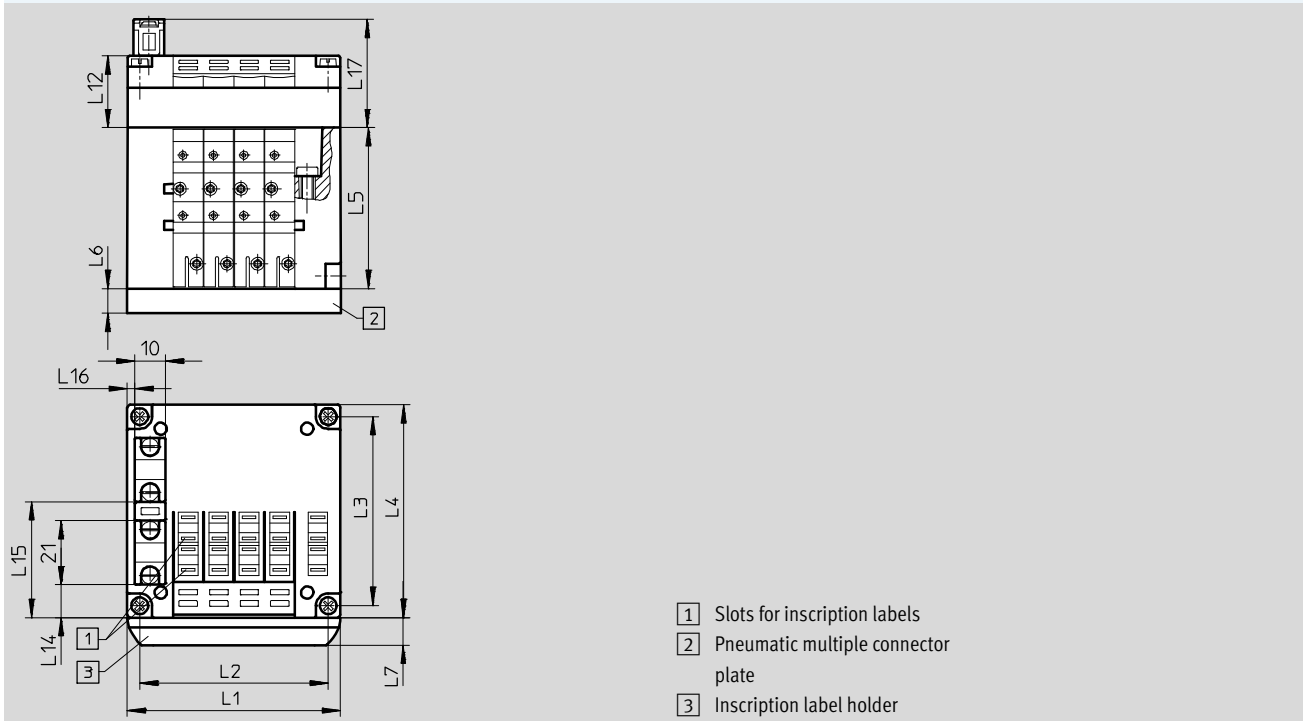 L12
L17
L5
L6
2
10
L16
L3
L4
L15
21
L14
1
3
L2
L1
L7
1 Slots for inscription labels
2 Pneumatic multiple connector
plate
3 Inscription label holder